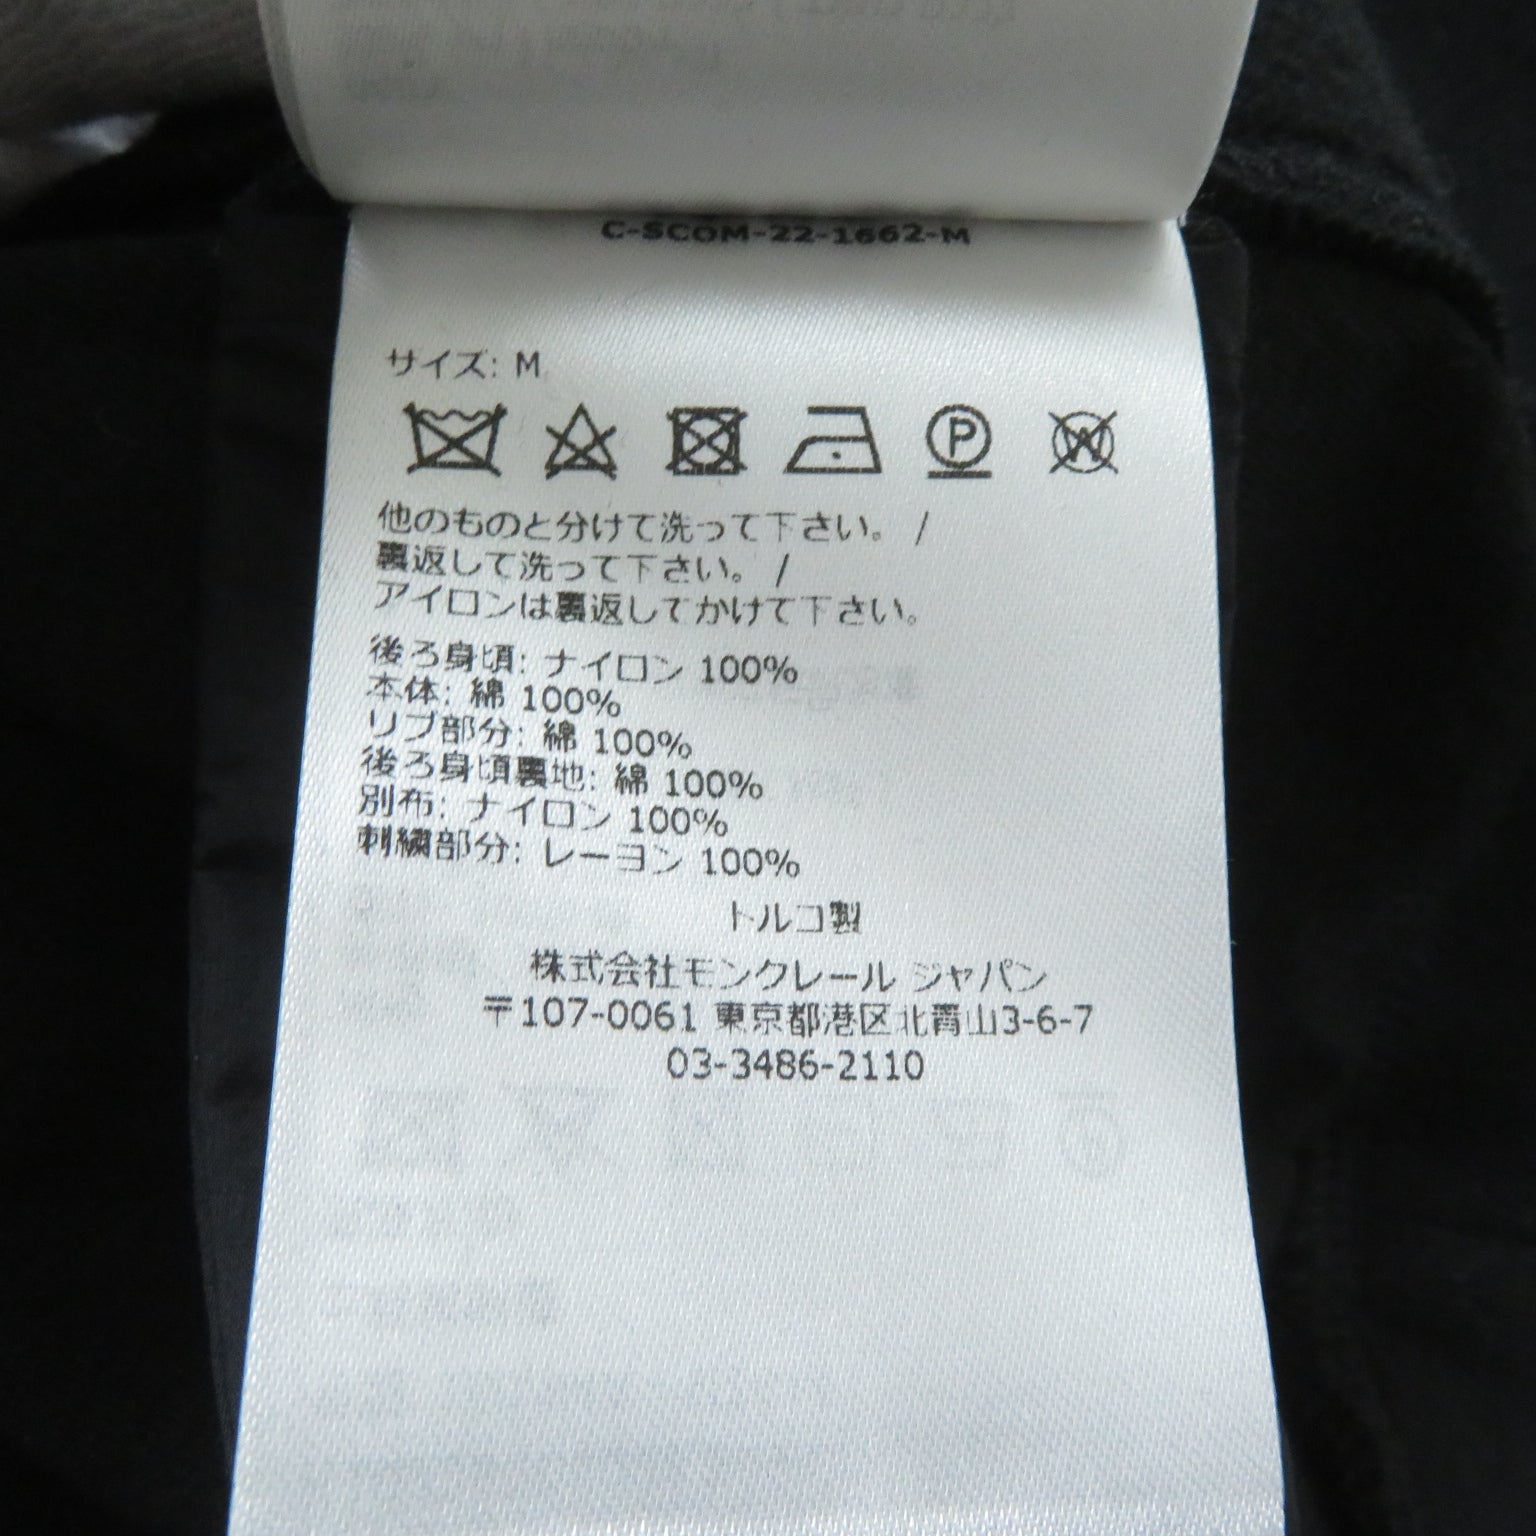 C-SCOM-22-1662-M
サイズ: M
他のものと分けて洗って下さい。 /
裏返して洗って下さい。 /
アイロンは裏返してかけて下さい。
後ろ身頃: ナイロン 100%
本体: 綿 100%
リブ部分: 綿 100%
後ろ身頃裏地: 綿 100%
別布: ナイロン 100%
刺繍部分: レーヨン 100%
トルコ製
株式会社モンクレール ジャパン
〒107-0061 東京都港区北青山3-6-7
03-3486-2110